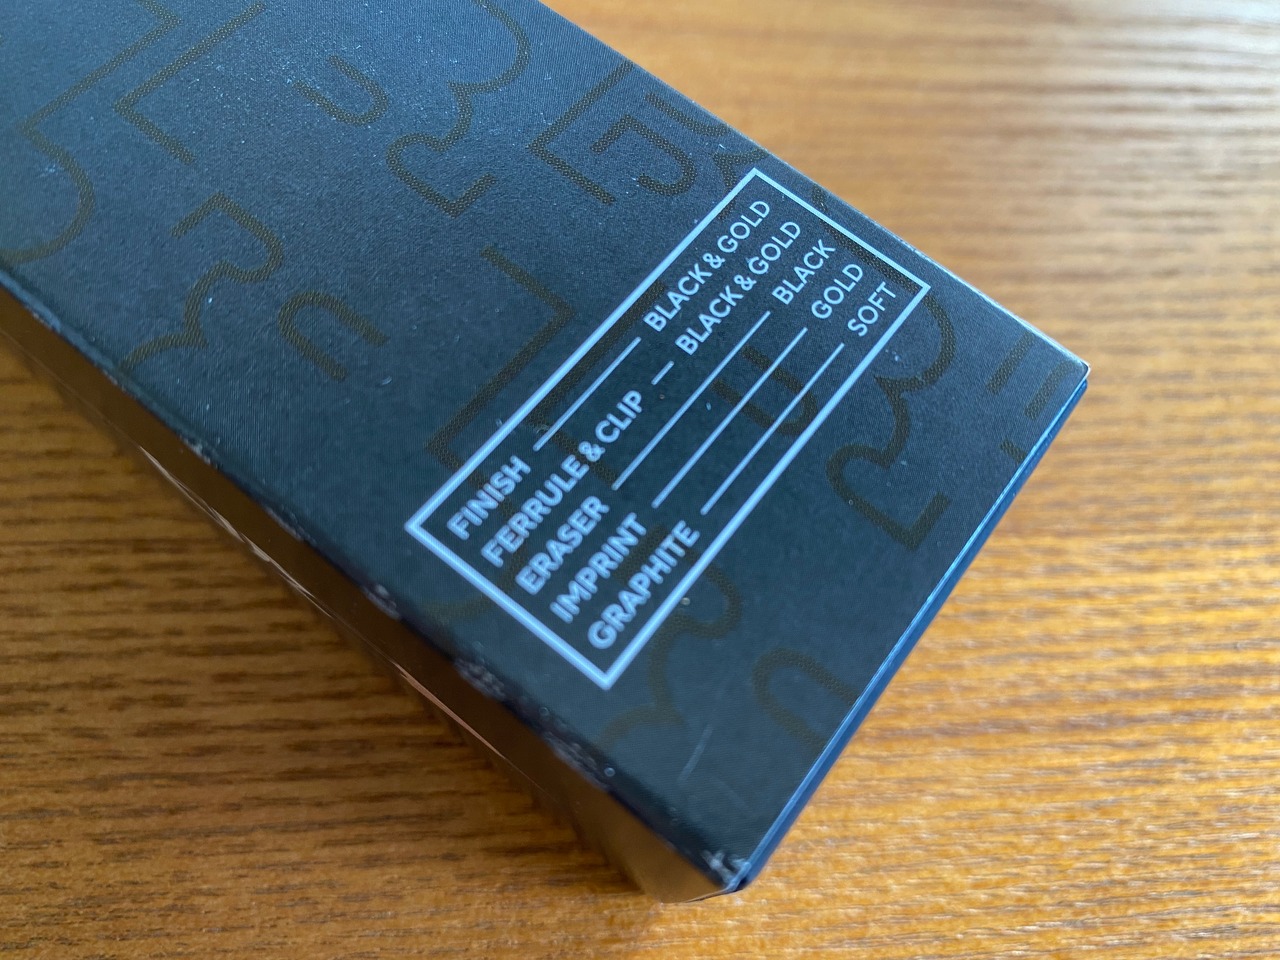 FINISH — BLACK & GOLD
FERRULE & CLIP — BLACK & GOLD
ERASER — BLACK
IMPRINT — GOLD
GRAPHITE — SOFT